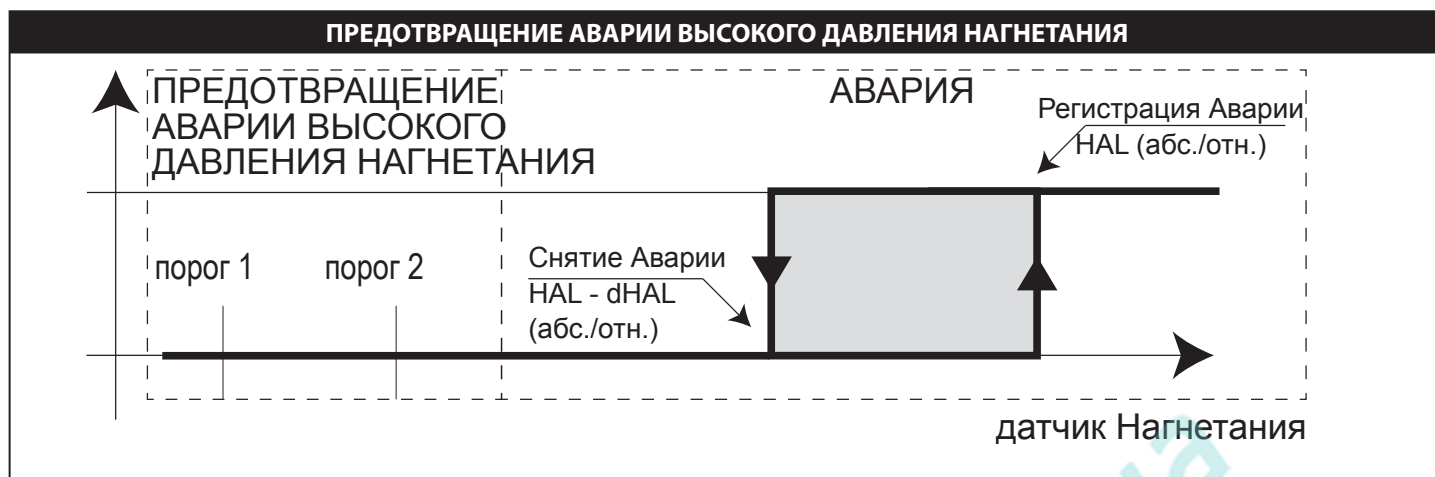 ПРЕДОТВРАЩЕНИЕ АВАРИИ ВЫСОКОГО ДАВЛЕНИЯ НАГНЕТАНИЯ
ПРЕДОТВРАЩЕНИЕ
АВАРИИ ВЫСОКОГО
ДАВЛЕНИЯ НАГНЕТАНИЯ
АВАРИЯ
Регистрация Аварии
HAL (абс./отн.)
порог 1
порог 2
Снятие Аварии
HAL - dHAL
(абс./отн.)
датчик Нагнетания